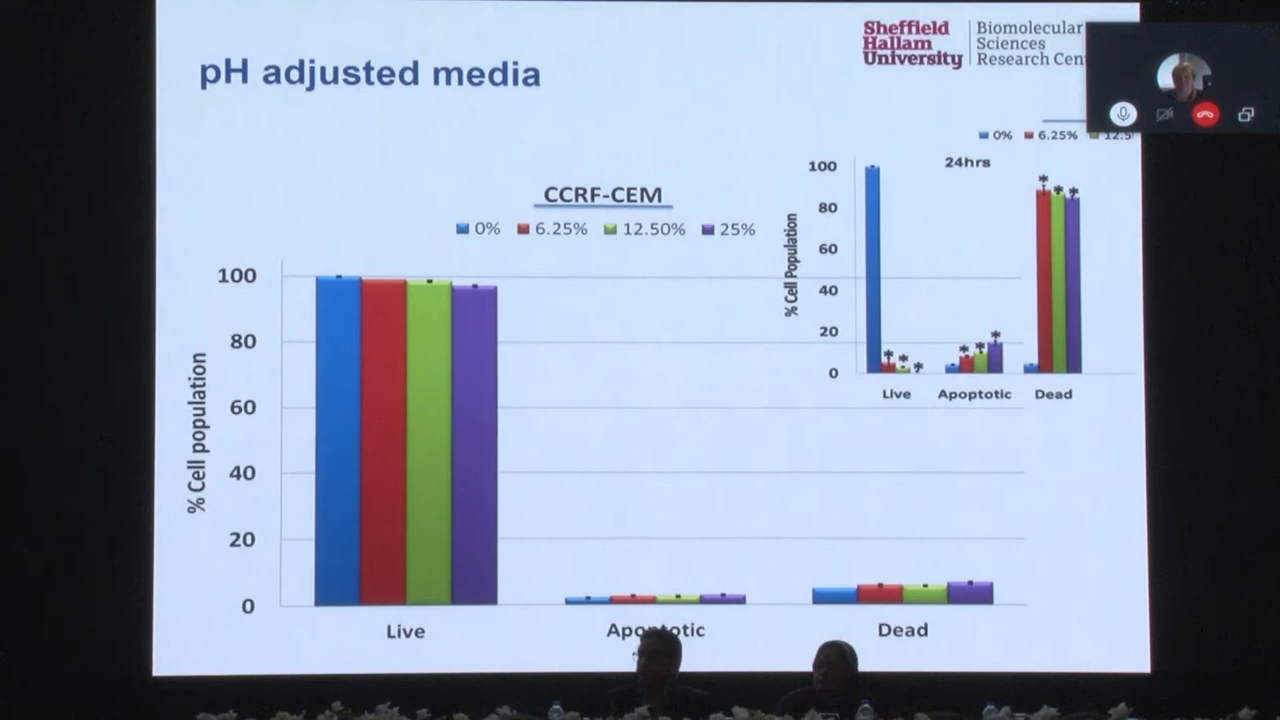 pH adjusted media
Sheffield
Hallam
University
Biomolecular
Sciences
Research Cen
CCRF-CEM
0% 6.25% 12.50% 25%
% Cell population
100
80
60
40
20
0
Live Apoptotic Dead
0% 6.25% 12.5
24hrs
% Cell Population
100
80
60
40
20
0
* * *
* * *
* * *
Live Apoptotic Dead